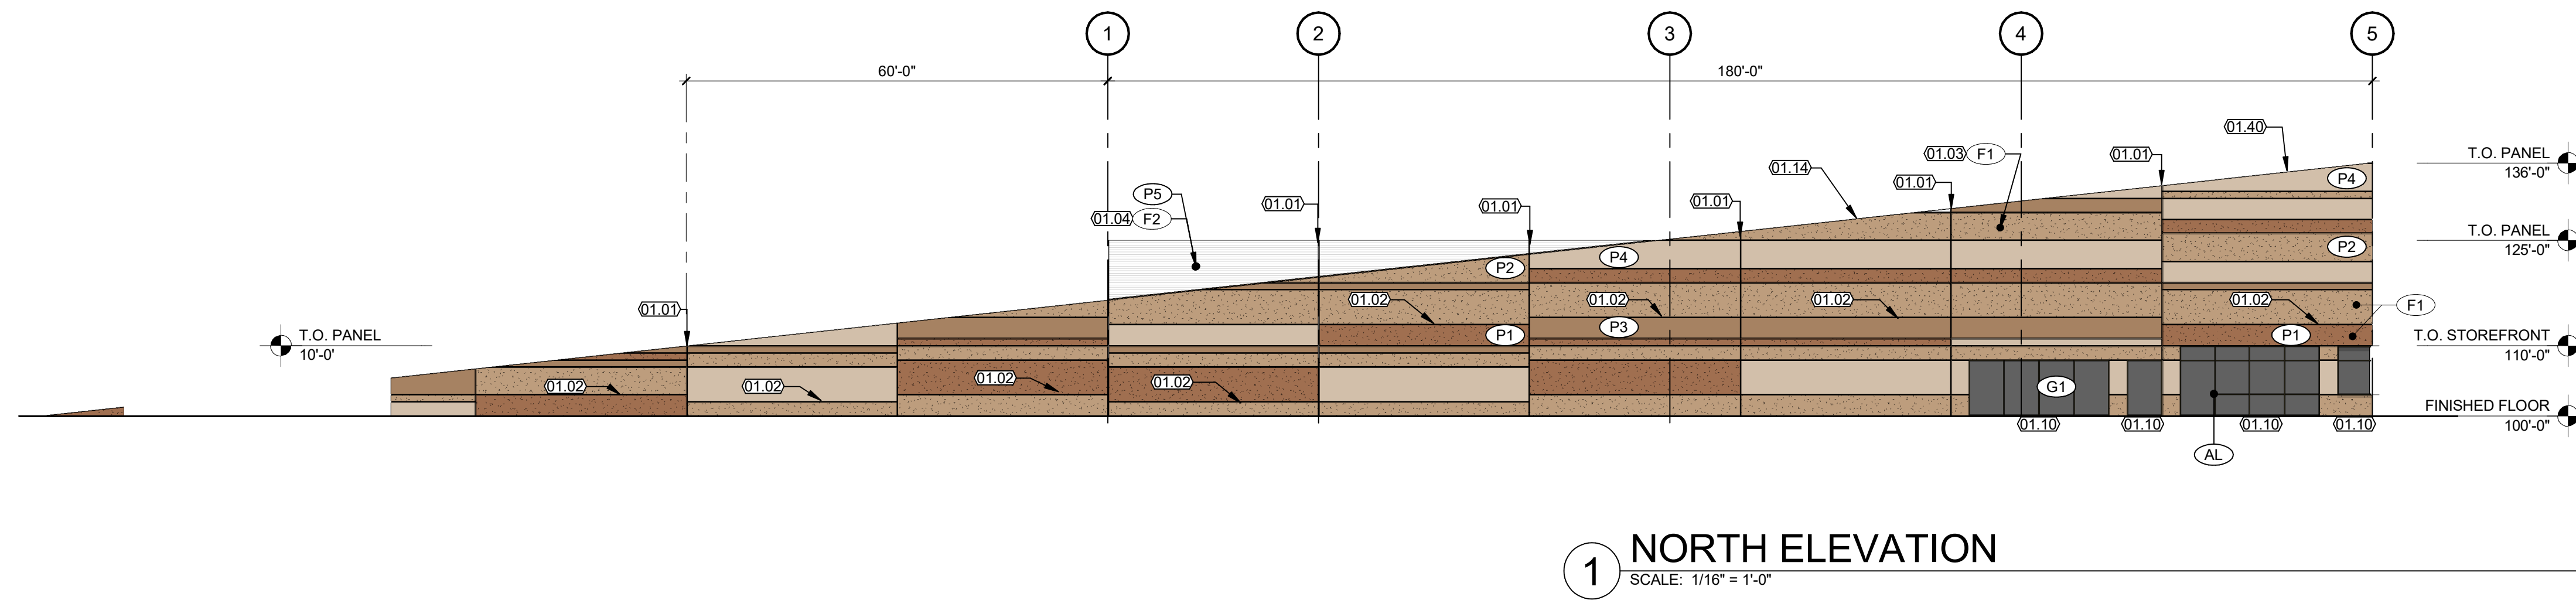 1
2
3
4
5
60'-0"
180'-0"
01.40
T.O. PANEL
136'-0"
01.03 F1
01.01
01.14
P4
01.01
P5
01.04 F2
01.01
01.01
01.01
T.O. PANEL
125'-0"
P2
P4
P2
01.01
01.02
01.02
01.02
01.02
F1
T.O. PANEL
10'-0'
P1
P3
P1
T.O. STOREFRONT
110'-0"
01.02
01.02
01.02
01.02
G1
FINISHED FLOOR
100'-0"
01.10
01.10
01.10
01.10
AL
1
NORTH ELEVATION
SCALE: 1/16" = 1'-0"